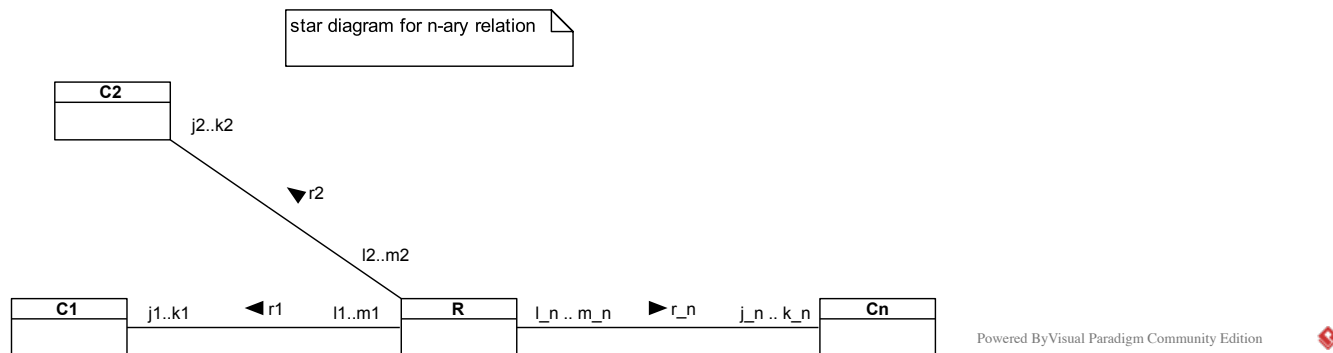 star diagram for n-ary relation
C2
j2..k2
r2
l2..m2
C1
j1..k1
r1
l1..m1
R
l_n .. m_n
r_n
j_n .. k_n
Cn
Powered ByVisual Paradigm Community Edition